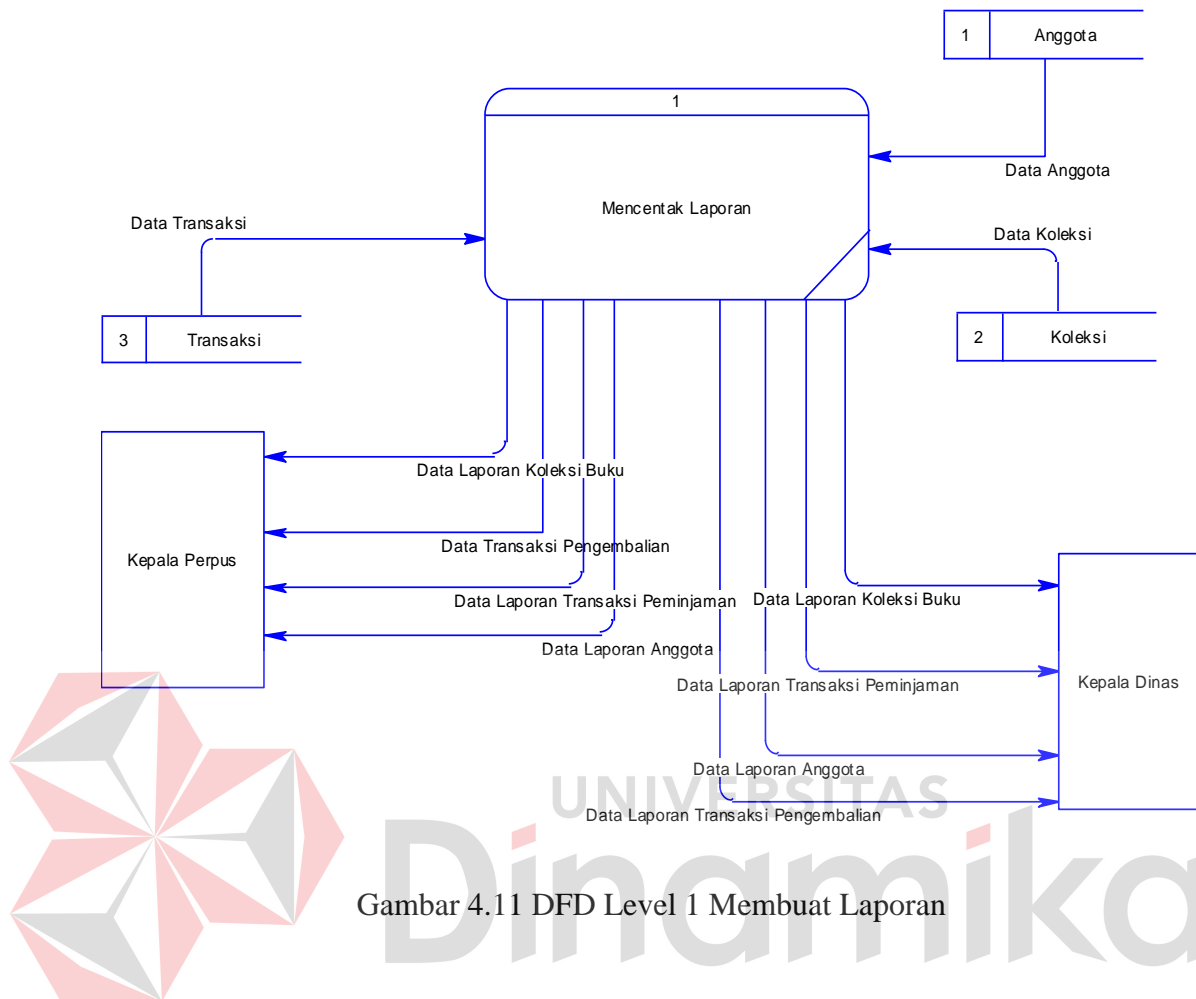 1 Anggota
1
Data Anggota
Mencentak Laporan
Data Transaksi
Data Koleksi
3 Transaksi
2 Koleksi
Data Laporan Koleksi Buku
Data Transaksi Pengembalian
Kepala Perpus
Data Laporan Transaksi Peminjaman
Data Laporan Koleksi Buku
Data Laporan Anggota
Data Laporan Transaksi Peminjaman
Kepala Dinas
Data Laporan Anggota
Data Laporan Transaksi Pengembalian
UNIVERSITAS
Dinamika
Gambar 4.11 DFD Level 1 Membuat Laporan